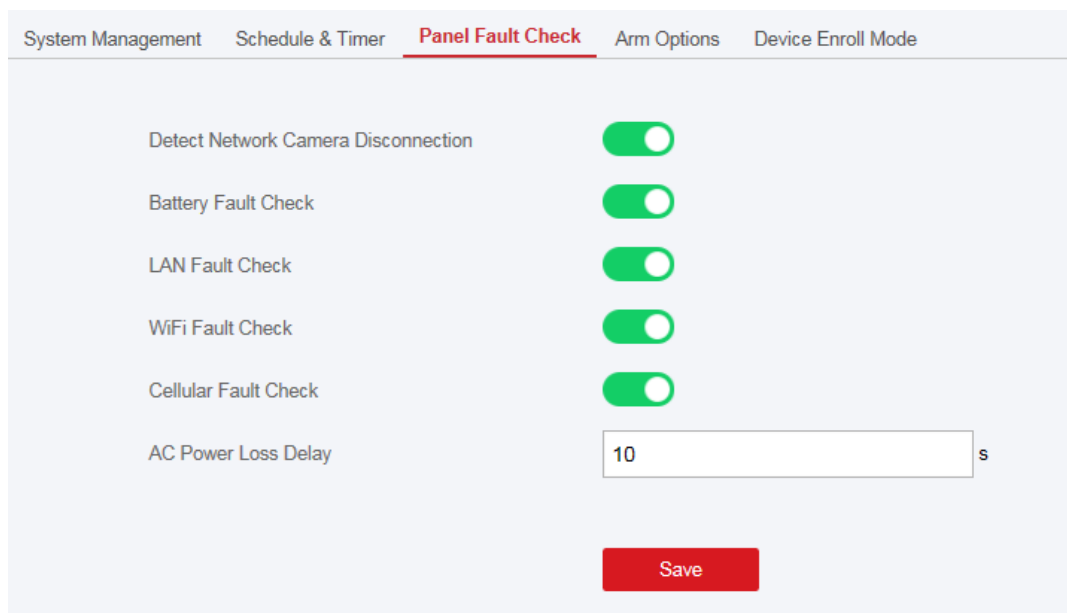 System Management Schedule & Timer Panel Fault Check Arm Options Device Enroll Mode
Detect Network Camera Disconnection
Battery Fault Check
LAN Fault Check
WiFi Fault Check
Cellular Fault Check
AC Power Loss Delay 10 s
Save